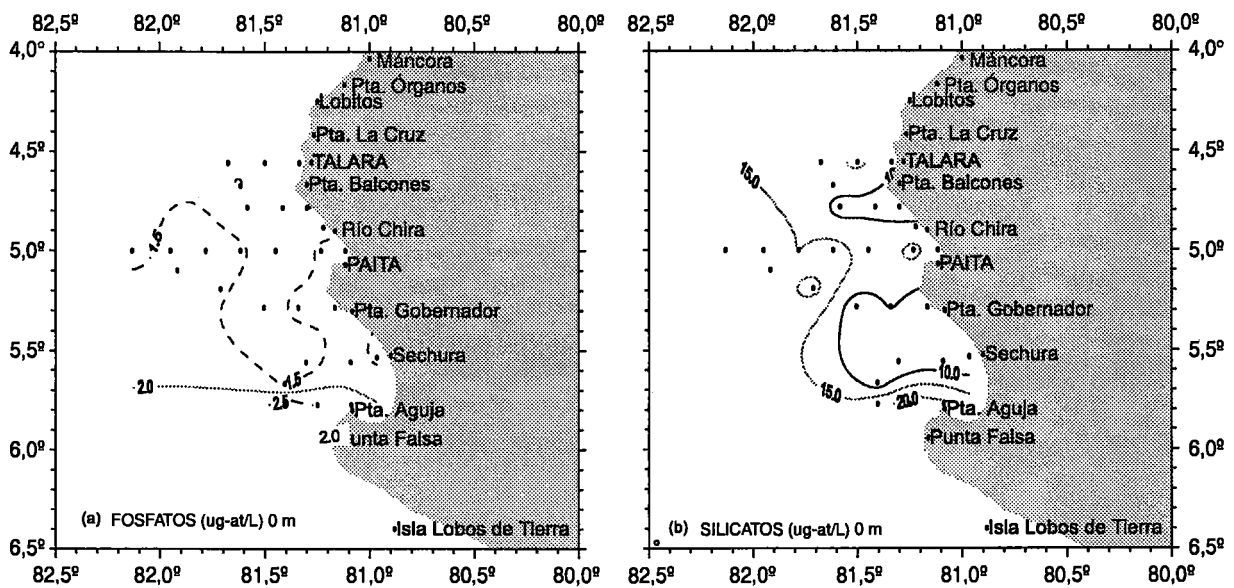 82,5º 82,0º 81,5º 81,0º 80,5º 80,0º
4,0º
4,5º
5,0º
5,5º
6,0º
6,5º
Máncora
Pta. Órganos
Lobitos
Pta. La Cruz
TALARA
Pta. Balcones
Río Chira
PAITA
Pta. Gobernador
Sechura
Pta. Aguja
unta Falsa
Isla Lobos de Tierra
1.5
1.5
2.0
2.5
2.0
(a) FOSFATOS (ug-at/L) 0 m
82,5º 82,0º 81,5º 81,0º 80,5º 80,0º
82,5º 82,0º 81,5º 81,0º 80,5º 80,0º
4,0º
4,5º
5,0º
5,5º
6,0º
6,5º
Máncora
Pta. Órganos
Lobitos
Pta. La Cruz
TALARA
Pta. Balcones
Río Chira
PAITA
Pta. Gobernador
Sechura
Pta. Aguja
Punta Falsa
Isla Lobos de Tierra
15.0
10.0
15.0
20.0
(b) SILICATOS (ug-at/L) 0 m
82,5º 82,0º 81,5º 81,0º 80,5º 80,0º